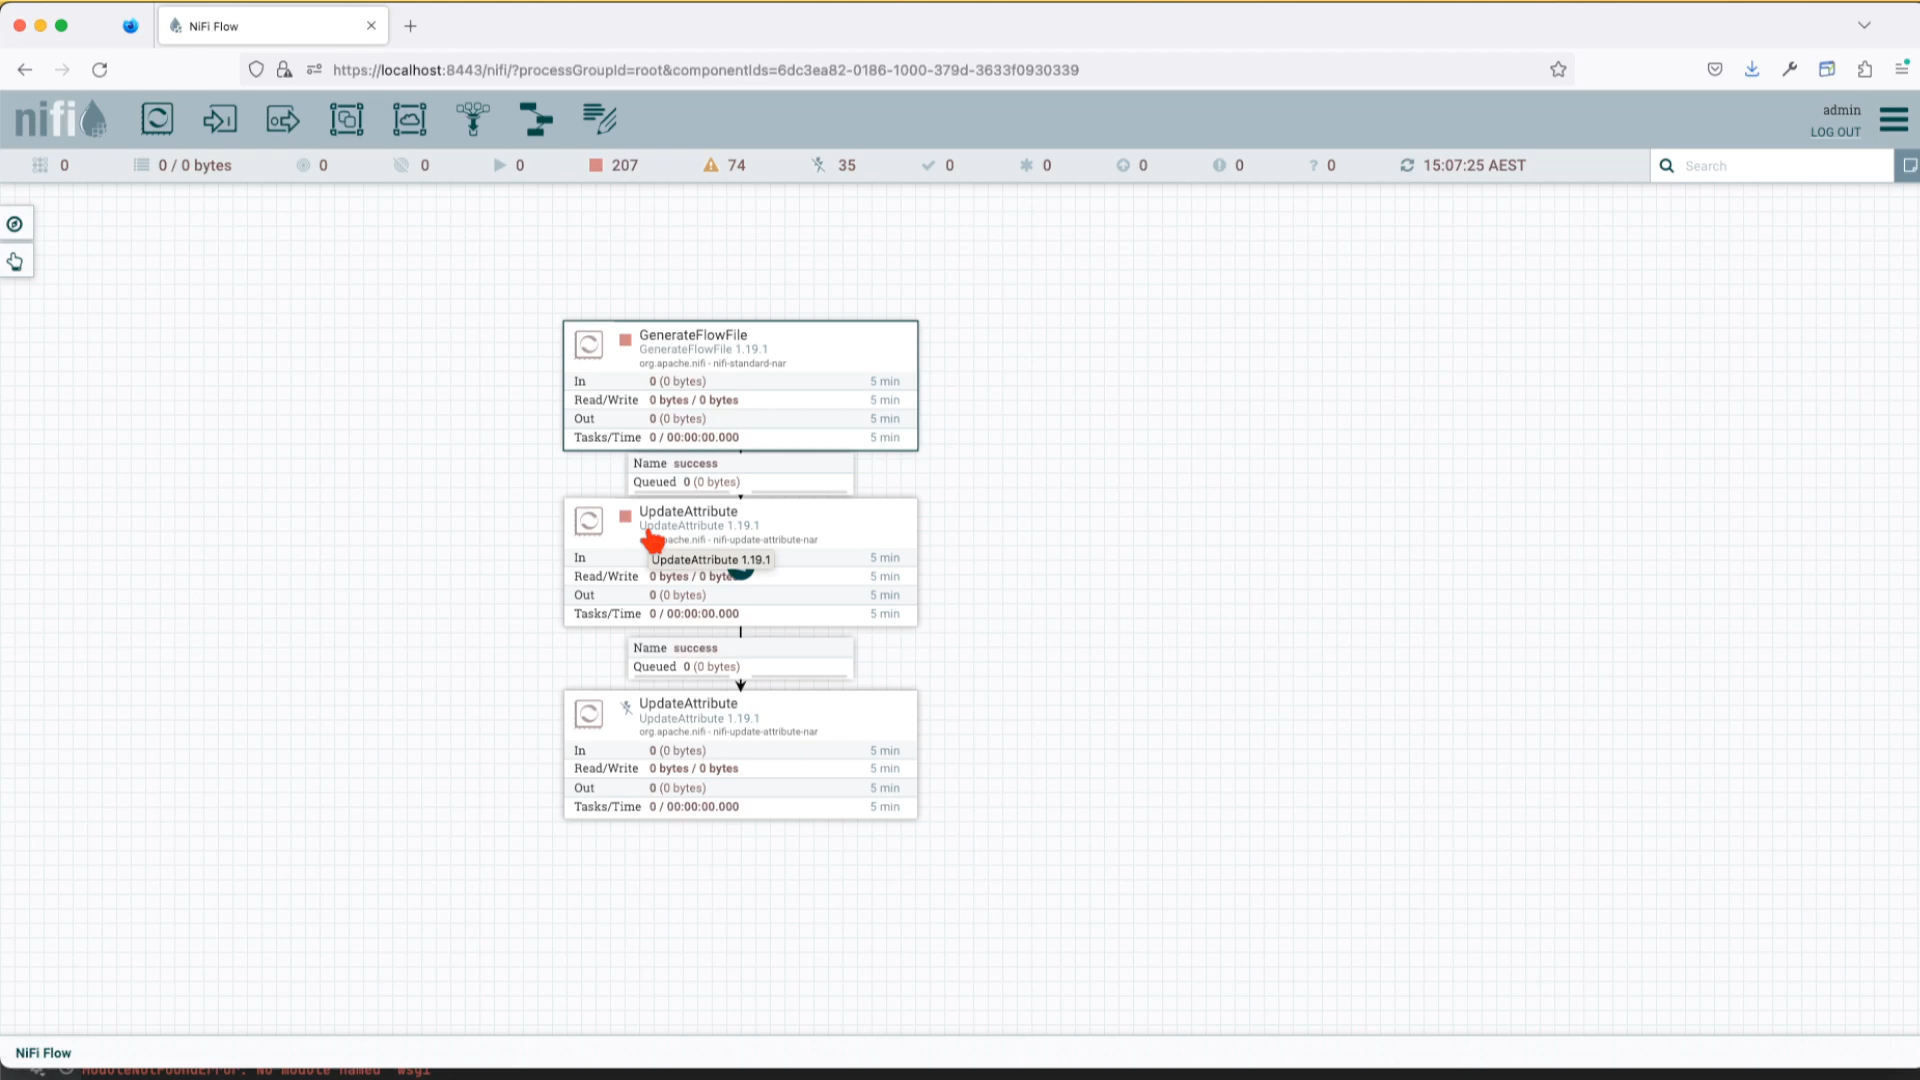 NiFi Flow
https://localhost:8443/nifi/?processGroupId=root&componentIds=6dc3ea82-0186-1000-379d-3633f0930339
nifi
admin
LOG OUT
0
0 / 0 bytes
0
0
0
207
74
35
0
0
0
0
? 0
15:07:25 AEST
Search
GenerateFlowFile
GenerateFlowFile 1.19.1
org.apache.nifi - nifi-standard-nar
In 0 (0 bytes) 5 min
Read/Write 0 bytes / 0 bytes 5 min
Out 0 (0 bytes) 5 min
Tasks/Time 0 / 00:00:00.000 5 min
Name success
Queued 0 (0 bytes)
UpdateAttribute
UpdateAttribute 1.19.1
pache.nifi - nifi-update-attribute-nar
UpdateAttribute 1.19.1
In 5 min
Read/Write 0 bytes / 0 byte 5 min
Out 0 (0 bytes) 5 min
Tasks/Time 0 / 00:00:00.000 5 min
Name success
Queued 0 (0 bytes)
UpdateAttribute
UpdateAttribute 1.19.1
org.apache.nifi - nifi-update-attribute-nar
In 0 (0 bytes) 5 min
Read/Write 0 bytes / 0 bytes 5 min
Out 0 (0 bytes) 5 min
Tasks/Time 0 / 00:00:00.000 5 min
NiFi Flow
ModuleNotFoundError: No module named 'wsgi'